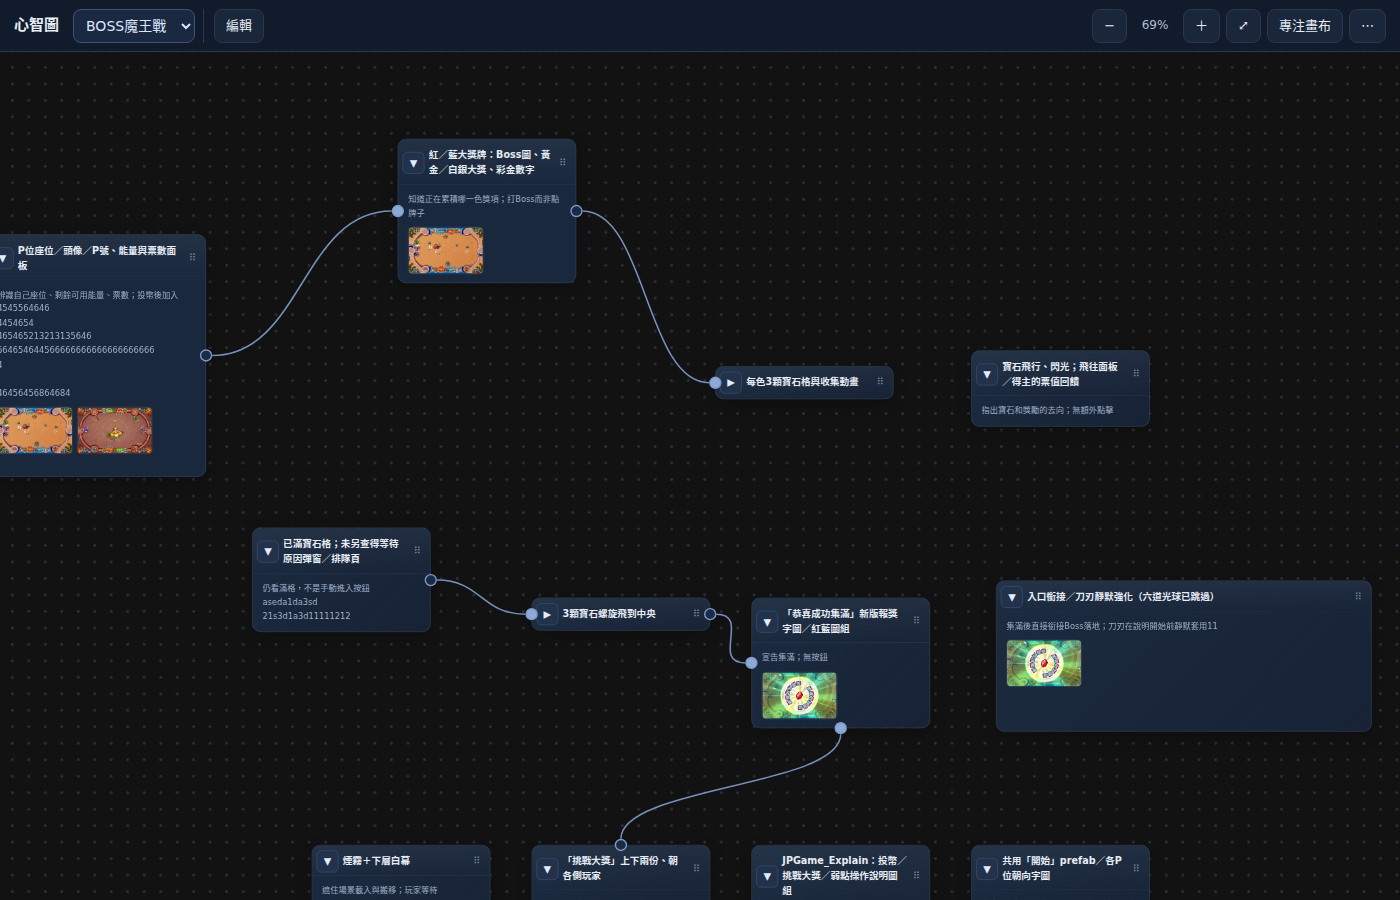 心智圖
BOSS魔王戰
編輯
−
69%
+
專注畫布
⋯
紅／藍大獎牌：Boss圖、黃
金／白銀大獎、彩金數字
知道正在累積哪一色獎項；打Boss而非點
牌子
P位座位／頭像／P號、能量與票數面
板
辨識自己座位、剩餘可用能量、票數；投幣後加入
4545564646
4454654
465465213213135646
4
46456456864684
每色3顆寶石格與收集動畫
寶石飛行、閃光；飛往面板
／得主的票值回饋
指出寶石和獎勵的去向；無額外點擊
已滿寶石格；未另查得等待
原因彈窗／排隊頁
仍看滿格，不是手動進入按鈕
aseda1da3sd
21s3d1a3d11111212
3顆寶石螺旋飛到中央
「恭喜成功集滿」新版報獎
字圖／紅藍圖組
宣告集滿；無按鈕
入口銜接／刀刃靜默強化（六道光球已跳過）
集滿後直接銜接Boss落地；刀刃在說明開始前靜默套用11
煙霧＋下層白幕
遮住場景載入與搬移；玩家等待
「挑戰大獎」上下兩份、朝
各側玩家
JPGame_Explain：投幣／
挑戰大獎／弱點操作說明圖
組
共用「開始」prefab／各P
位朝向字圖